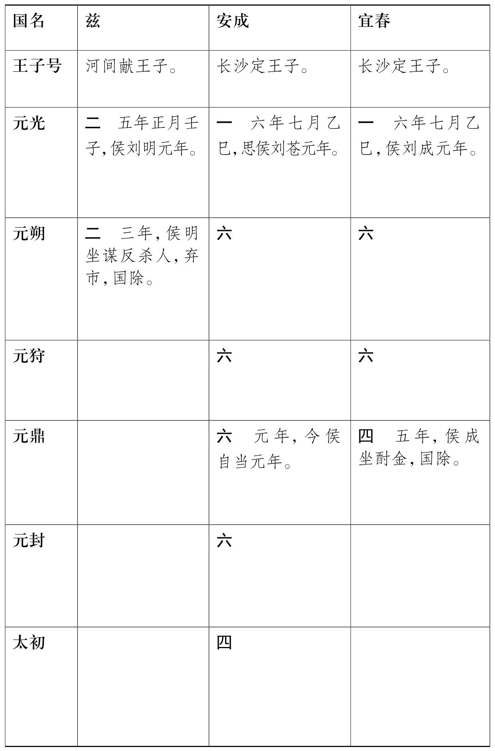 国名 兹 安成 宜春
王子号 河间献王子。 长沙定王子。 长沙定王子。
元光 二 五年正月壬 一 六年七月乙 一 六年七月乙
子,侯刘明元年。 巳,思侯刘苍元年。 巳,侯刘成元年。
元朔 二 三年,侯明 六 六
坐谋反杀人,弃
市,国除。
元狩 六 六
元鼎 六 元年,今侯 四 五年,侯成
自当元年。 坐酎金,国除。
元封 六
太初 四